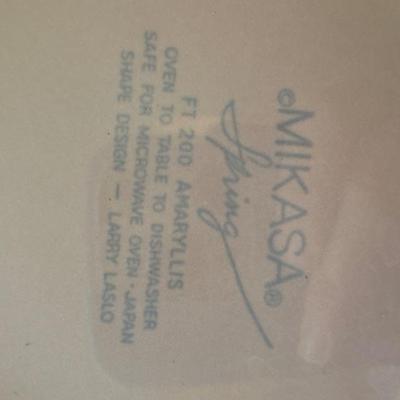 ©MIKASA®
Spring
FT 200 AMARYLLIS
OVEN TO TABLE TO DISHWASHER
SAFE FOR MICROWAVE OVEN · JAPAN
SHAPE DESIGN — LARRY LASLO